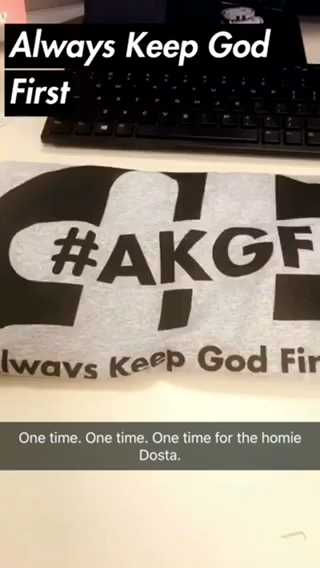 Always Keep God
First
#AKGF
lways Keep God Fir
One time. One time. One time for the homie
Dosta.